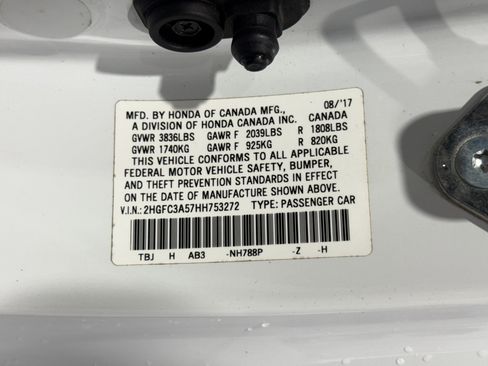 MFD. BY HONDA OF CANADA MFG., 08/'17
A DIVISION OF HONDA CANADA INC. CANADA
GVWR 3836LBS GAWR F 2039LBS R 1808LBS
GVWR 1740KG GAWR F 925KG R 820KG
THIS VEHICLE CONFORMS TO ALL APPLICABLE
FEDERAL MOTOR VEHICLE SAFETY, BUMPER,
AND THEFT PREVENTION STANDARDS IN EFFECT
ON THE DATE OF MANUFACTURE SHOWN ABOVE.
V.I.N.: 2HGFC3A57HH753272 TYPE: PASSENGER CAR
TBJ H AB3 -NH788P -Z -H